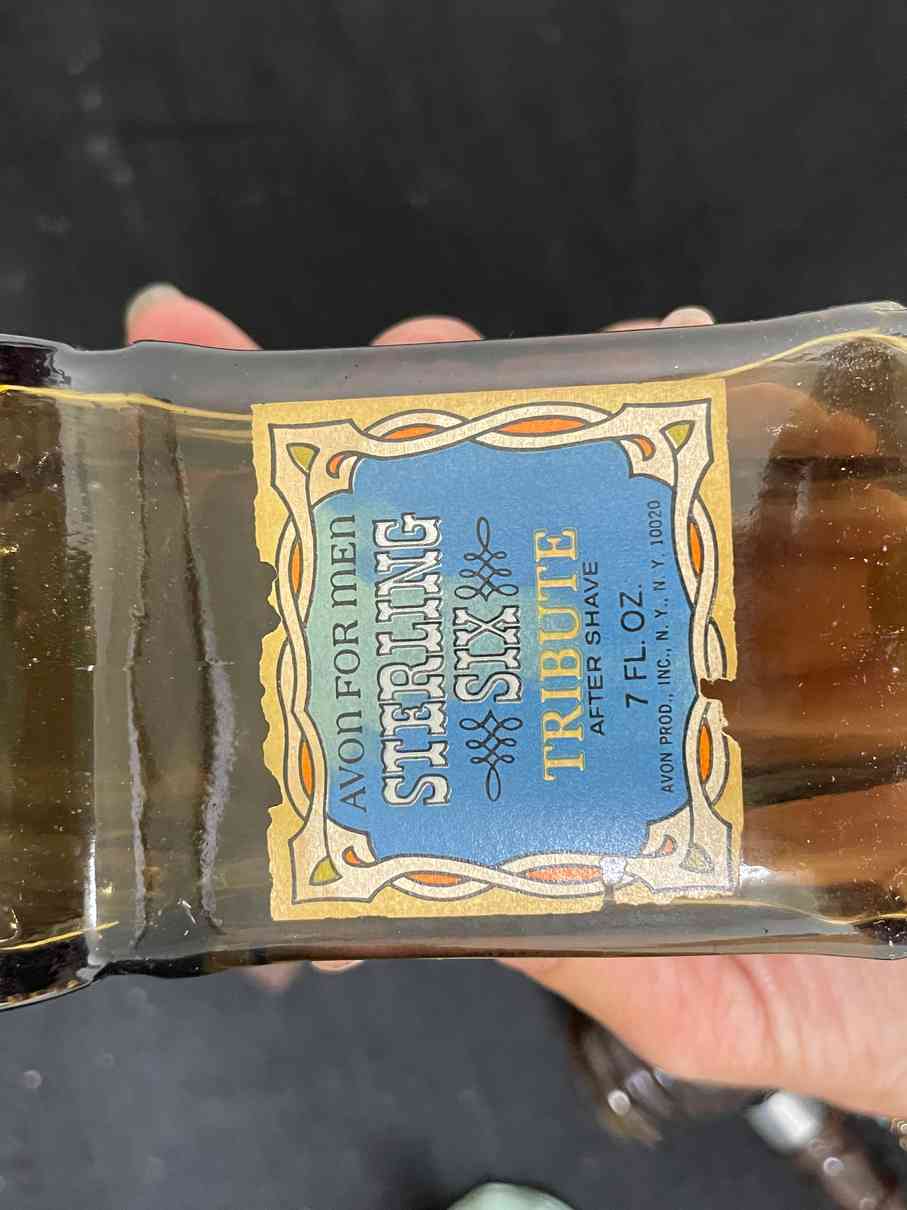 AVON FOR MEN
STERLING
SIX
TRIBUTE
AFTER SHAVE
7 FL. OZ.
AVON PROD., INC., N. Y., N. Y. 10020